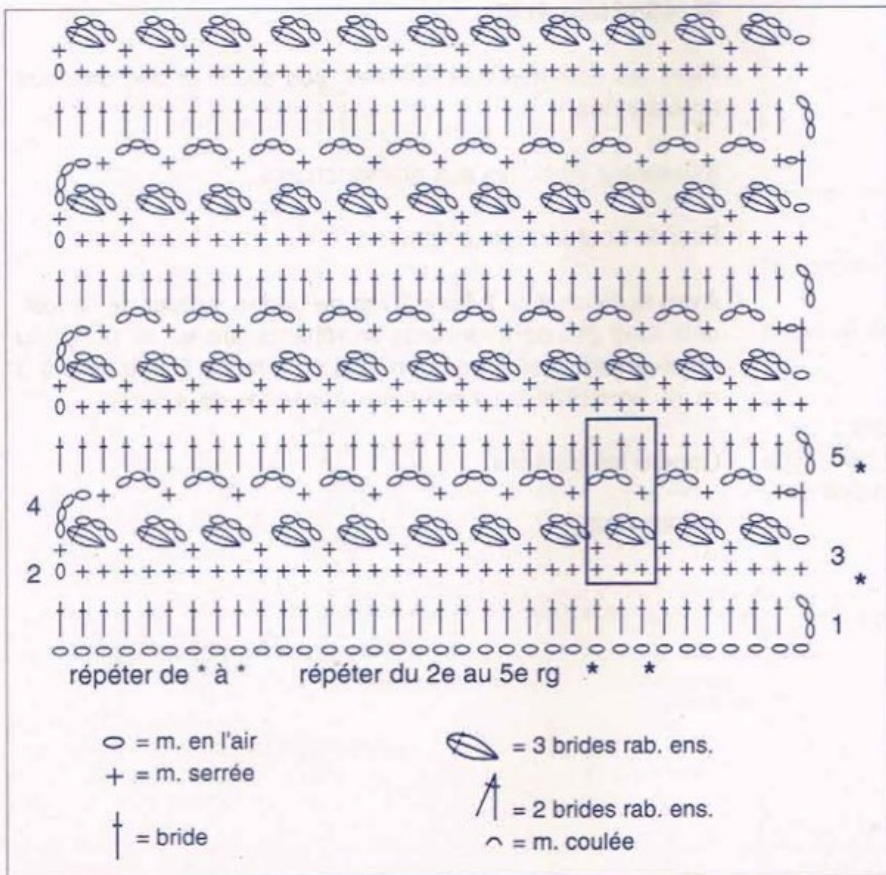 5
*
4
3
2
*
1
répéter de * à * répéter du 2e au 5e rg * *
= m. en l'air
= 3 brides rab. ens.
= m. serrée
= 2 brides rab. ens.
= bride
= m. coulée